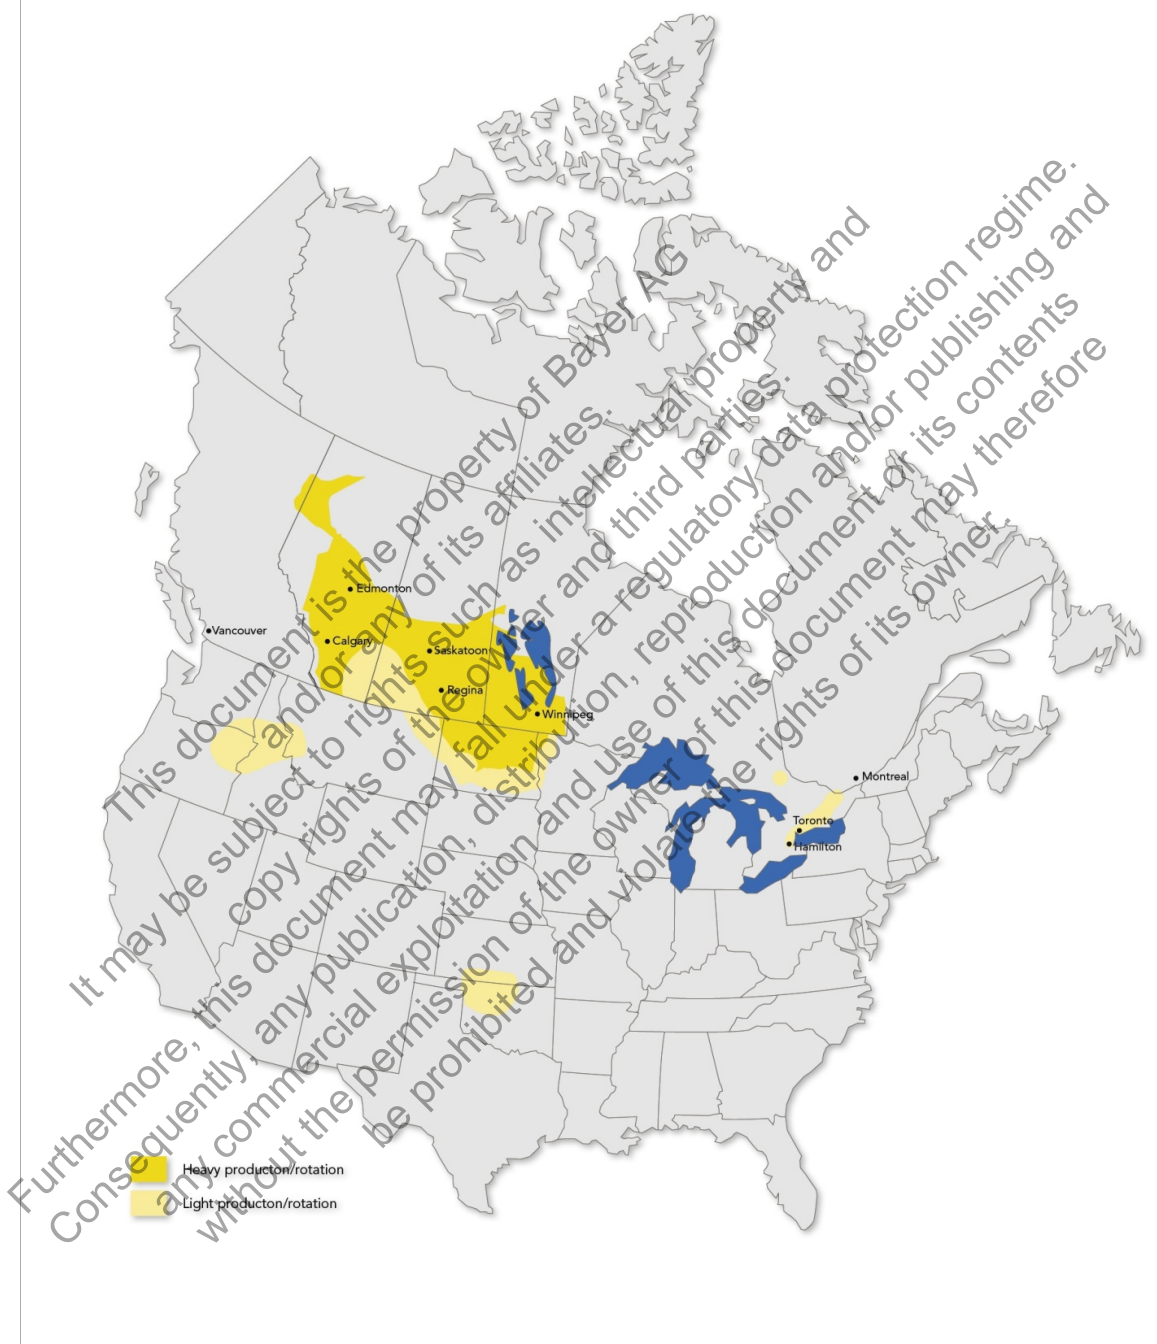 Edmonton
Vancouver
Calgary
Saskatoon
Regina
Winnipeg
Montreal
Toronto
Hamilton
Heavy producton/rotation
Light producton/rotation
This document is the property of Bayer AG
and/or any of its affiliates.
It may be subject to rights such as intellectual property and
copy rights of the owner and third parties.
Furthermore, this document may fall under a regulatory data protection regime.
Consequently, any publication, distribution, reproduction and/or publishing and
any commercial exploitation and use of this document or its contents
without the permission of the owner of this document may therefore
be prohibited and violate the rights of its owner.